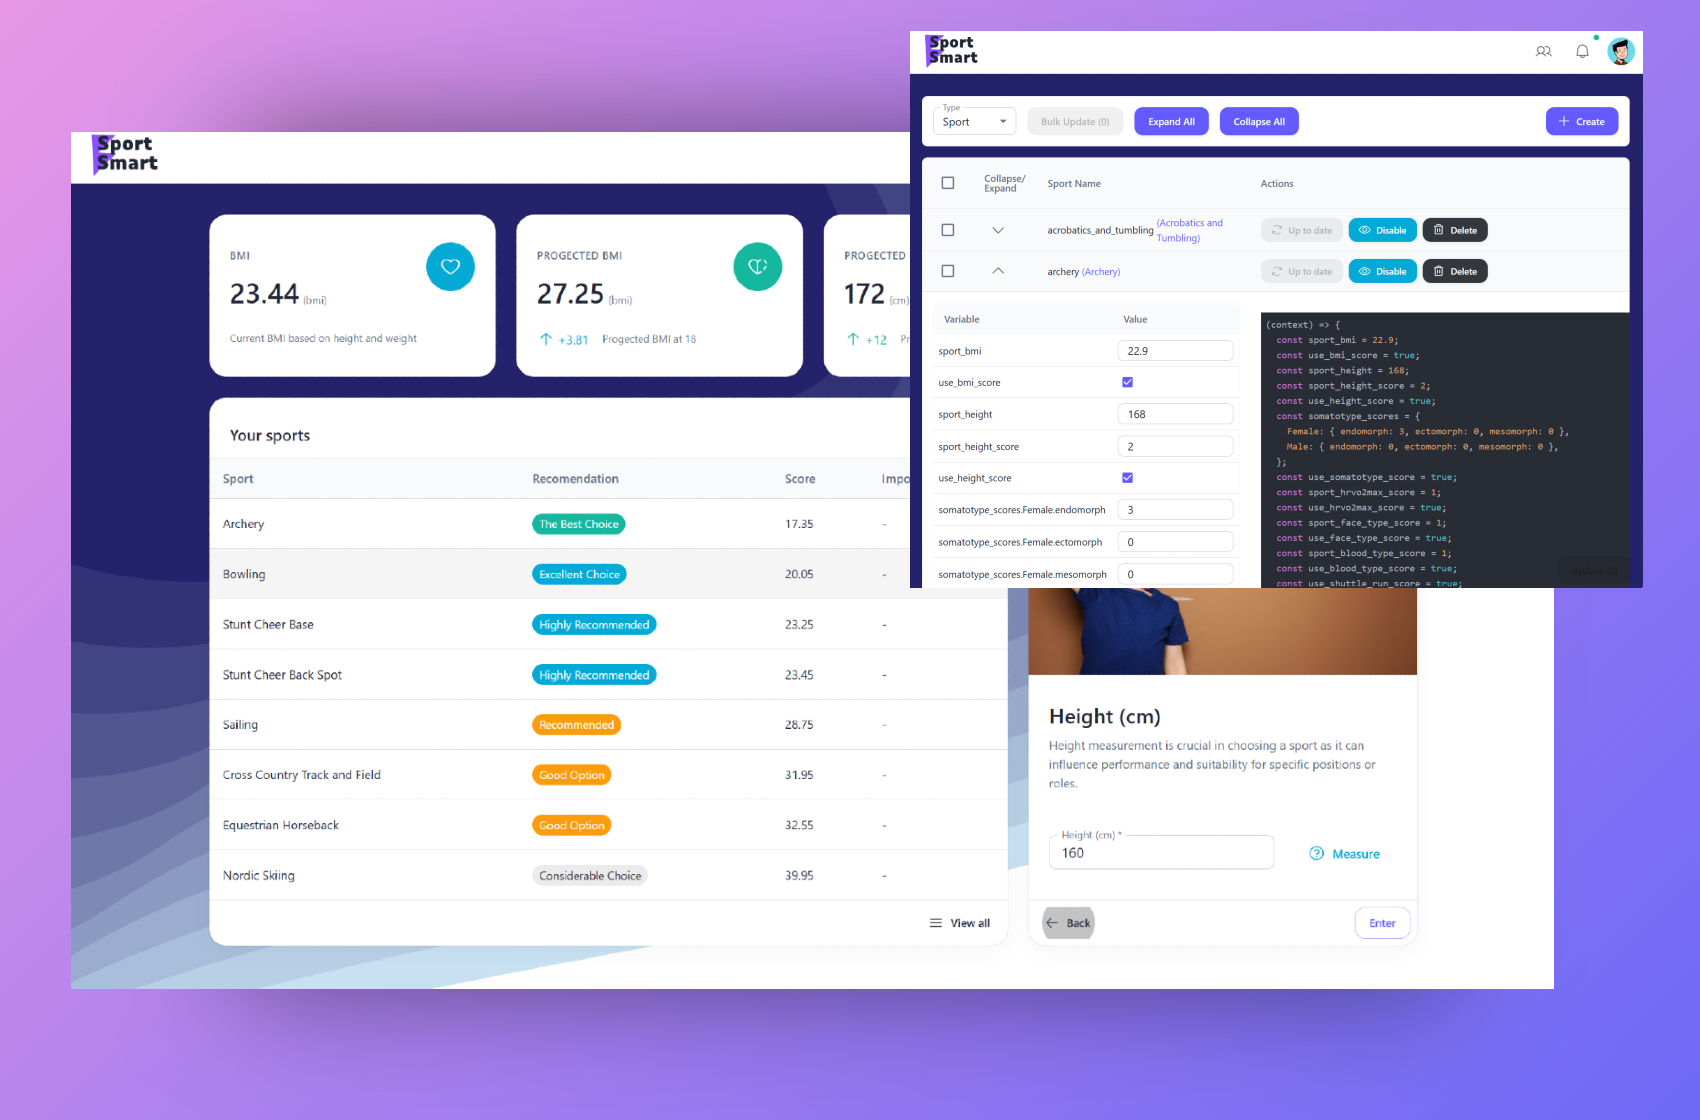 Sport
Smart
BMI
23.44 (bmi)
Current BMI based on height and weight
PROGECTED BMI
27.25 (bmi)
+3.81 Progected BMI at 18
PROGECTED
172 (cm)
+12 Pr
Your sports
Sport Recomendation Score Impo
Archery The Best Choice 17.35 -
Bowling Excellent Choice 20.05 -
Stunt Cheer Base Highly Recommended 23.25 -
Stunt Cheer Back Spot Highly Recommended 23.45 -
Sailing Recommended 28.75 -
Cross Country Track and Field Good Option 31.95 -
Equestrian Horseback Good Option 32.55 -
Nordic Skiing Considerable Choice 39.95 -
View all
Sport
Smart
Type
Sport Bulk Update (0) Expand All Collapse All + Create
Collapse/
Expand Sport Name Actions
acrobatics_and_tumbling (Acrobatics and
Tumbling) Up to date Disable Delete
archery (Archery) Up to date Disable Delete
Variable Value
sport_bmi 22.9
use_bmi_score
sport_height 168
sport_height_score 2
use_height_score
somatotype_scores.Female.endomorph 3
somatotype_scores.Female.ectomorph 0
somatotype_scores.Female.mesomorph 0
(context) => {
const sport_bmi = 22.9;
const use_bmi_score = true;
const sport_height = 168;
const sport_height_score = 2;
const use_height_score = true;
const somatotype_scores = {
Female: { endomorph: 3, ectomorph: 0, mesomorph: 0 },
Male: { endomorph: 0, ectomorph: 0, mesomorph: 0 },
};
const use_somatotype_score = true;
const sport_hrvo2max_score = 1;
const use_hrvo2max_score = true;
const sport_face_type_score = 1;
const use_face_type_score = true;
const sport_blood_type_score = 1;
const use_blood_type_score = true;
const use_shuttle_run_score = true;
Height (cm)
Height measurement is crucial in choosing a sport as it can
influence performance and suitability for specific positions or
roles.
Height (cm) *
160
Measure
Back Enter